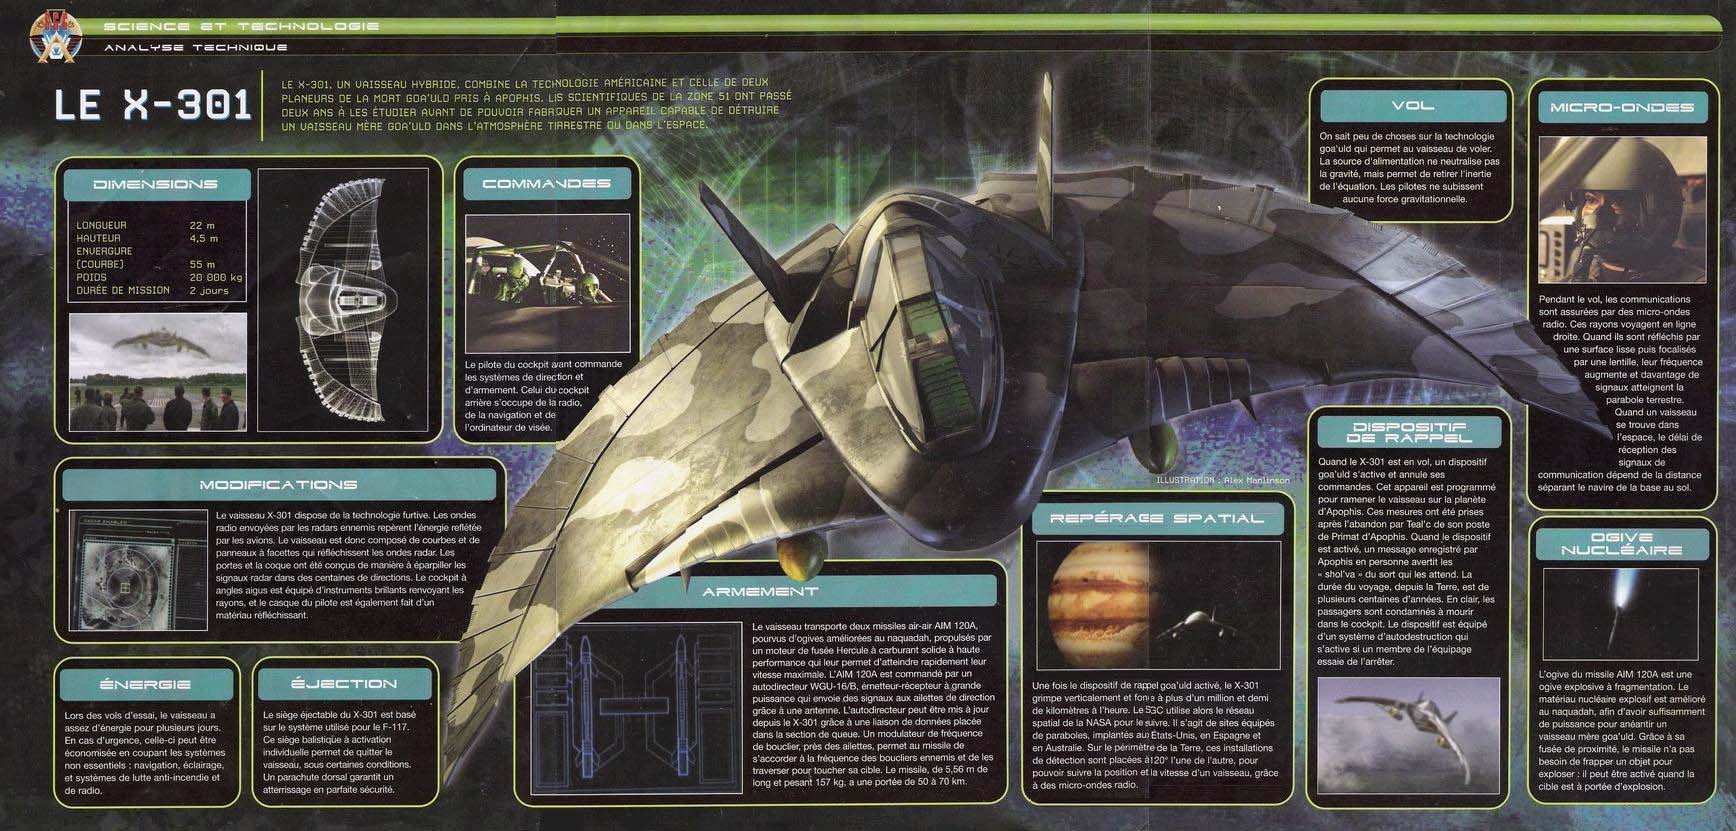 SCIENCE ET TECHNOLOGIE
ANALYSE TECHNIQUE
LE X-301
LE X-301, UN VAISSEAU HYBRIDE, COMBINE LA TECHNOLOGIE AMÉRICAINE ET CELLE DE DEUX
PLANEURS DE LA MORT GOA'ULD PRIS À APOPHIS. LES SCIENTIFIQUES DE LA ZONE 51 ONT PASSÉ
DEUX ANS À LES ÉTUDIER AVANT DE POUVOIR FABRIQUER UN APPAREIL CAPABLE DE DÉTRUIRE
UN VAISSEAU MÈRE GOA'ULD DANS L'ATMOSPHÈRE TERRESTRE OU DANS L'ESPACE.
DIMENSIONS
LONGUEUR 22 m
HAUTEUR 4,5 m
ENVERGURE
(COURBE) 55 m
POIDS 20 000 kg
DURÉE DE MISSION 2 jours
COMMANDES
Le pilote du cockpit avant commande
les systèmes de direction et
d'armement. Celui du cockpit
arrière s'occupe de la radio,
de la navigation et de
l'ordinateur de visée.
MODIFICATIONS
Le vaisseau X-301 dispose de la technologie furtive. Les ondes
radio envoyées par les radars ennemis repèrent l'énergie reflétée
par les avions. Le vaisseau est donc composé de courbes et de
panneaux à facettes qui réfléchissent les ondes radar. Les
portes et la coque ont été conçus de manière à éparpiller les
signaux radar dans des centaines de directions. Le cockpit à
angles aigus est équipé d'instruments brillants renvoyant les
rayons, et le casque du pilote est également fait d'un
matériau réfléchissant.
ÉNERGIE
Lors des vols d'essai, le vaisseau a
assez d'énergie pour plusieurs jours.
En cas d'urgence, celle-ci peut être
économisée en coupant les systèmes
non essentiels : navigation, éclairage,
et systèmes de lutte anti-incendie et
de radio.
ÉJECTION
Le siège éjectable du X-301 est basé
sur le système utilisé pour le F-117.
Ce siège balistique à activation
individuelle permet de quitter le
vaisseau, sous certaines conditions.
Un parachute dorsal garantit un
atterrissage en parfaite sécurité.
ARMEMENT
Le vaisseau transporte deux missiles air-air AIM 120A,
pourvus d'ogives améliorées au naquadah, propulsés par
un moteur de fusée Hercule à carburant solide à haute
performance qui leur permet d'atteindre rapidement leur
vitesse maximale. L'AIM 120A est commandé par un
autodirecteur WGU-16/B, émetteur-récepteur à grande
puissance qui envoie des signaux aux ailettes de direction
grâce à une antenne. L'autodirecteur peut être mis à jour
depuis le X-301 grâce à une liaison de données placée
dans la section de queue. Un modulateur de fréquence
de bouclier, près des ailettes, permet au missile de
s'accorder à la fréquence des boucliers ennemis et de les
traverser pour toucher sa cible. Le missile, de 5,56 m de
long et pesant 157 kg, a une portée de 50 à 70 km.
ILLUSTRATION : Alex Manlinson
REPÉRAGE SPATIAL
Une fois le dispositif de rappel goa'uld activé, le X-301
grimpe verticalement et fonce à plus d'un million et demi
de kilomètres à l'heure. Le SGC utilise alors le réseau
spatial de la NASA pour le suivre. Il s'agit de sites équipés
de paraboles, implantés aux États-Unis, en Espagne et
en Australie. Sur le périmètre de la Terre, ces installations
de détection sont placées à 120° l'une de l'autre, pour
pouvoir suivre la position et la vitesse d'un vaisseau, grâce
à des micro-ondes radio.
VOL
On sait peu de choses sur la technologie
goa'uld qui permet au vaisseau de voler.
La source d'alimentation ne neutralise pas
la gravité, mais permet de retirer l'inertie
de l'équation. Les pilotes ne subissent
aucune force gravitationnelle.
DISPOSITIF
DE RAPPEL
Quand le X-301 est en vol, un dispositif
goa'uld s'active et annule ses
commandes. Cet appareil est programmé
pour ramener le vaisseau sur la planète
d'Apophis. Ces mesures ont été prises
après l'abandon par Teal'c de son poste
de Primat d'Apophis. Quand le dispositif
est activé, un message enregistré par
Apophis en personne avertit les
« shol'va » du sort qui les attend. La
durée du voyage, depuis la Terre, est de
plusieurs centaines d'années. En clair, les
passagers sont condamnés à mourir
dans le cockpit. Le dispositif est équipé
d'un système d'autodestruction qui
s'active si un membre de l'équipage
essaie de l'arrêter.
MICRO-ONDES
Pendant le vol, les communications
sont assurées par des micro-ondes
radio. Ces rayons voyagent en ligne
droite. Quand ils sont réfléchis par
une surface lisse puis focalisés
par une lentille, leur fréquence
augmente et davantage de
signaux atteignent la
parabole terrestre.
Quand un vaisseau
se trouve dans
l'espace, le délai de
réception des
signaux de
communication dépend de la distance
séparant le navire de la base au sol.
OGIVE
NUCLÉAIRE
L'ogive du missile AIM 120A est une
ogive explosive à fragmentation. Le
matériau nucléaire explosif est amélioré
au naquadah, afin d'avoir suffisamment
de puissance pour anéantir un
vaisseau mère goa'uld. Grâce à sa
fusée de proximité, le missile n'a pas
besoin de frapper un objet pour
exploser : il peut être activé quand la
cible est à portée d'explosion.